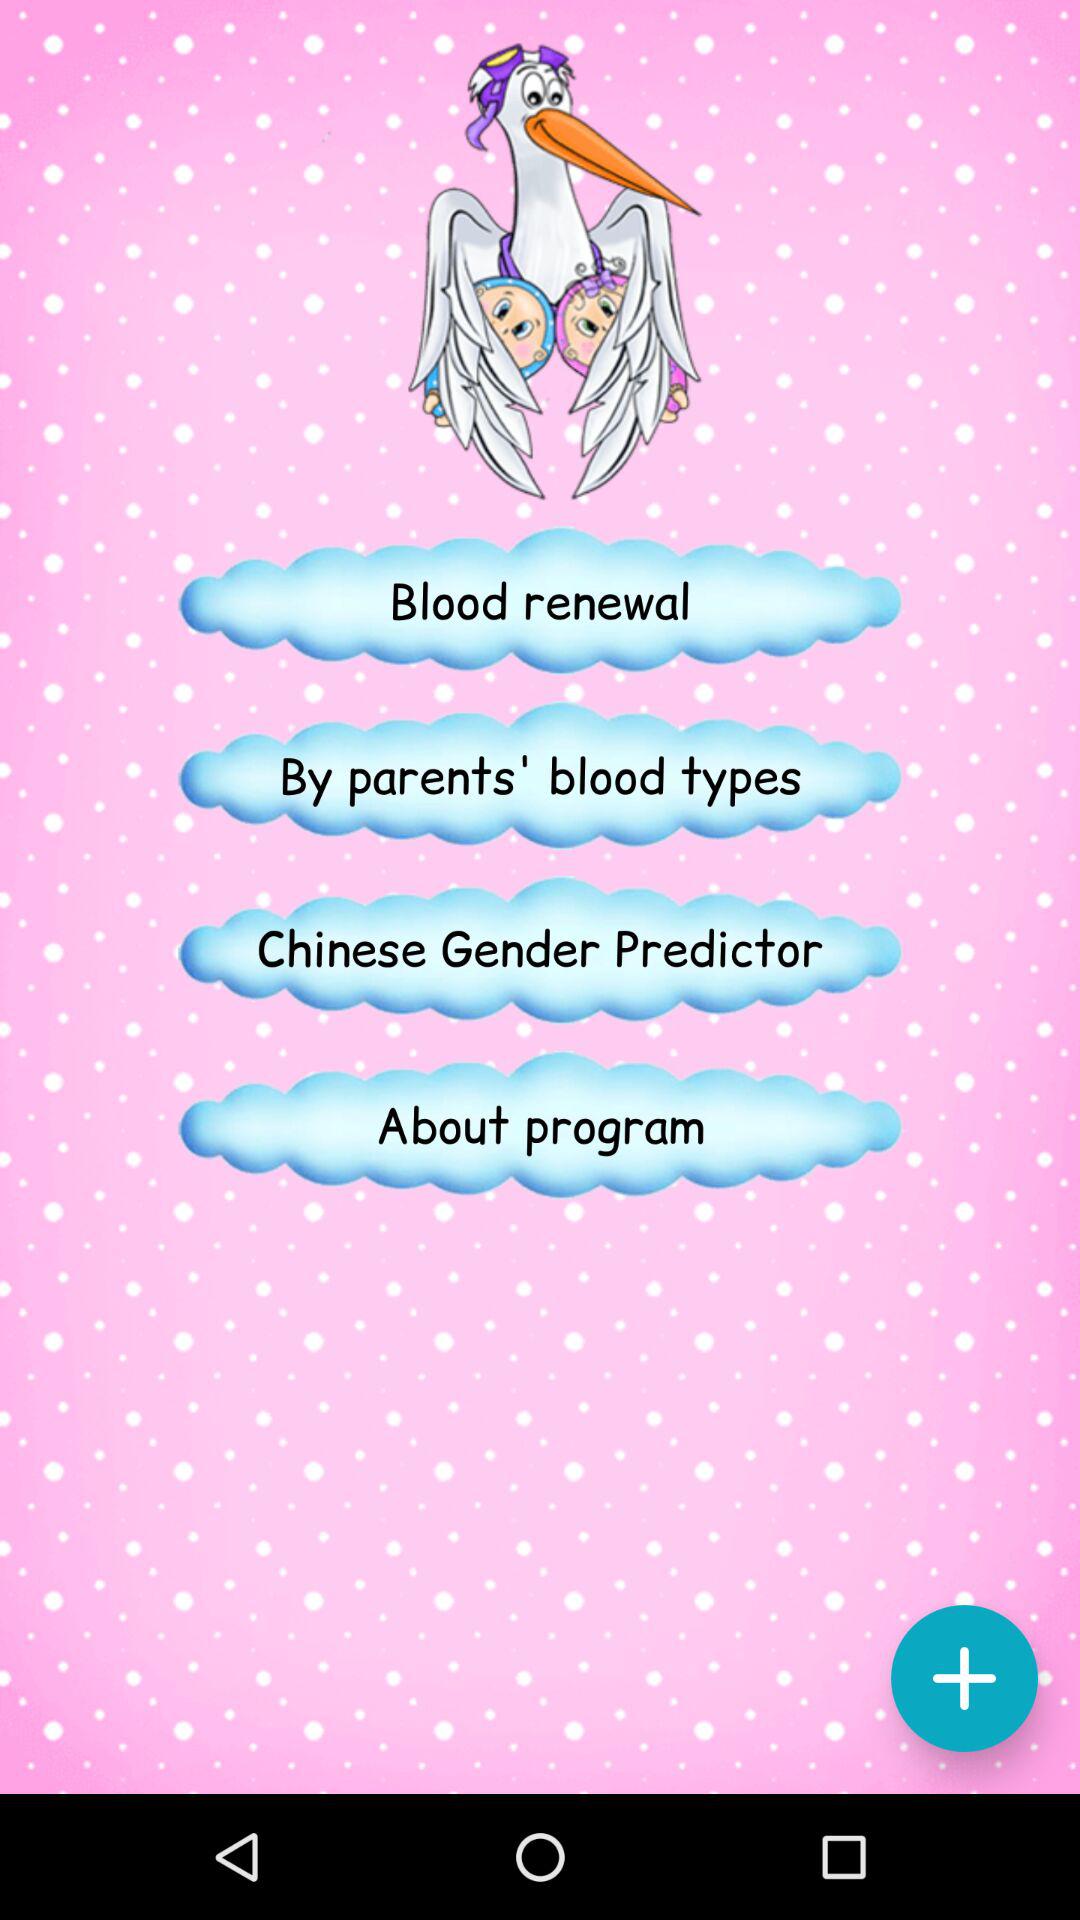 Blood renewal
By parents' blood types
Chinese Gender Predictor
About program